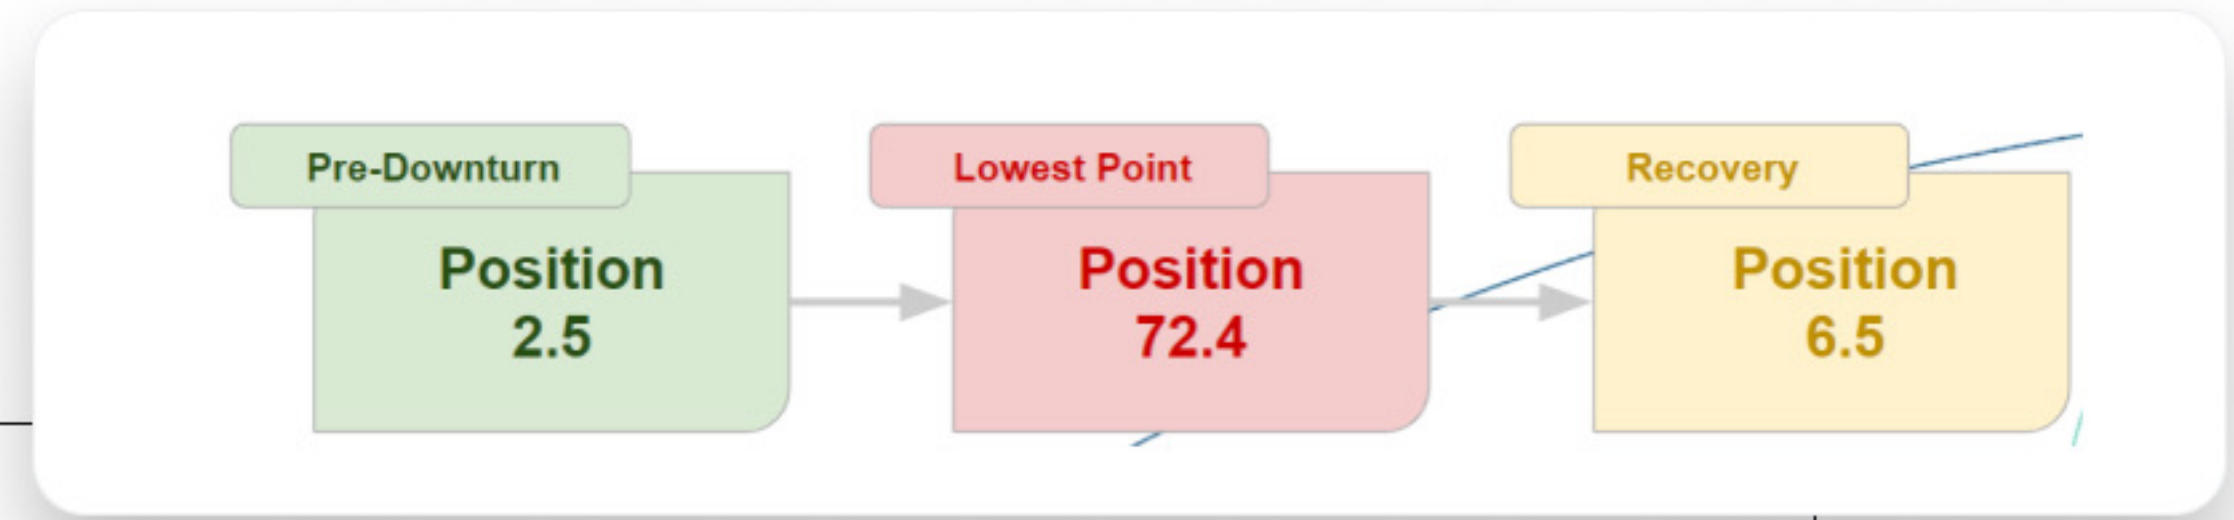 Pre-Downturn
Position
2.5
Lowest Point
Position
72.4
Recovery
Position
6.5